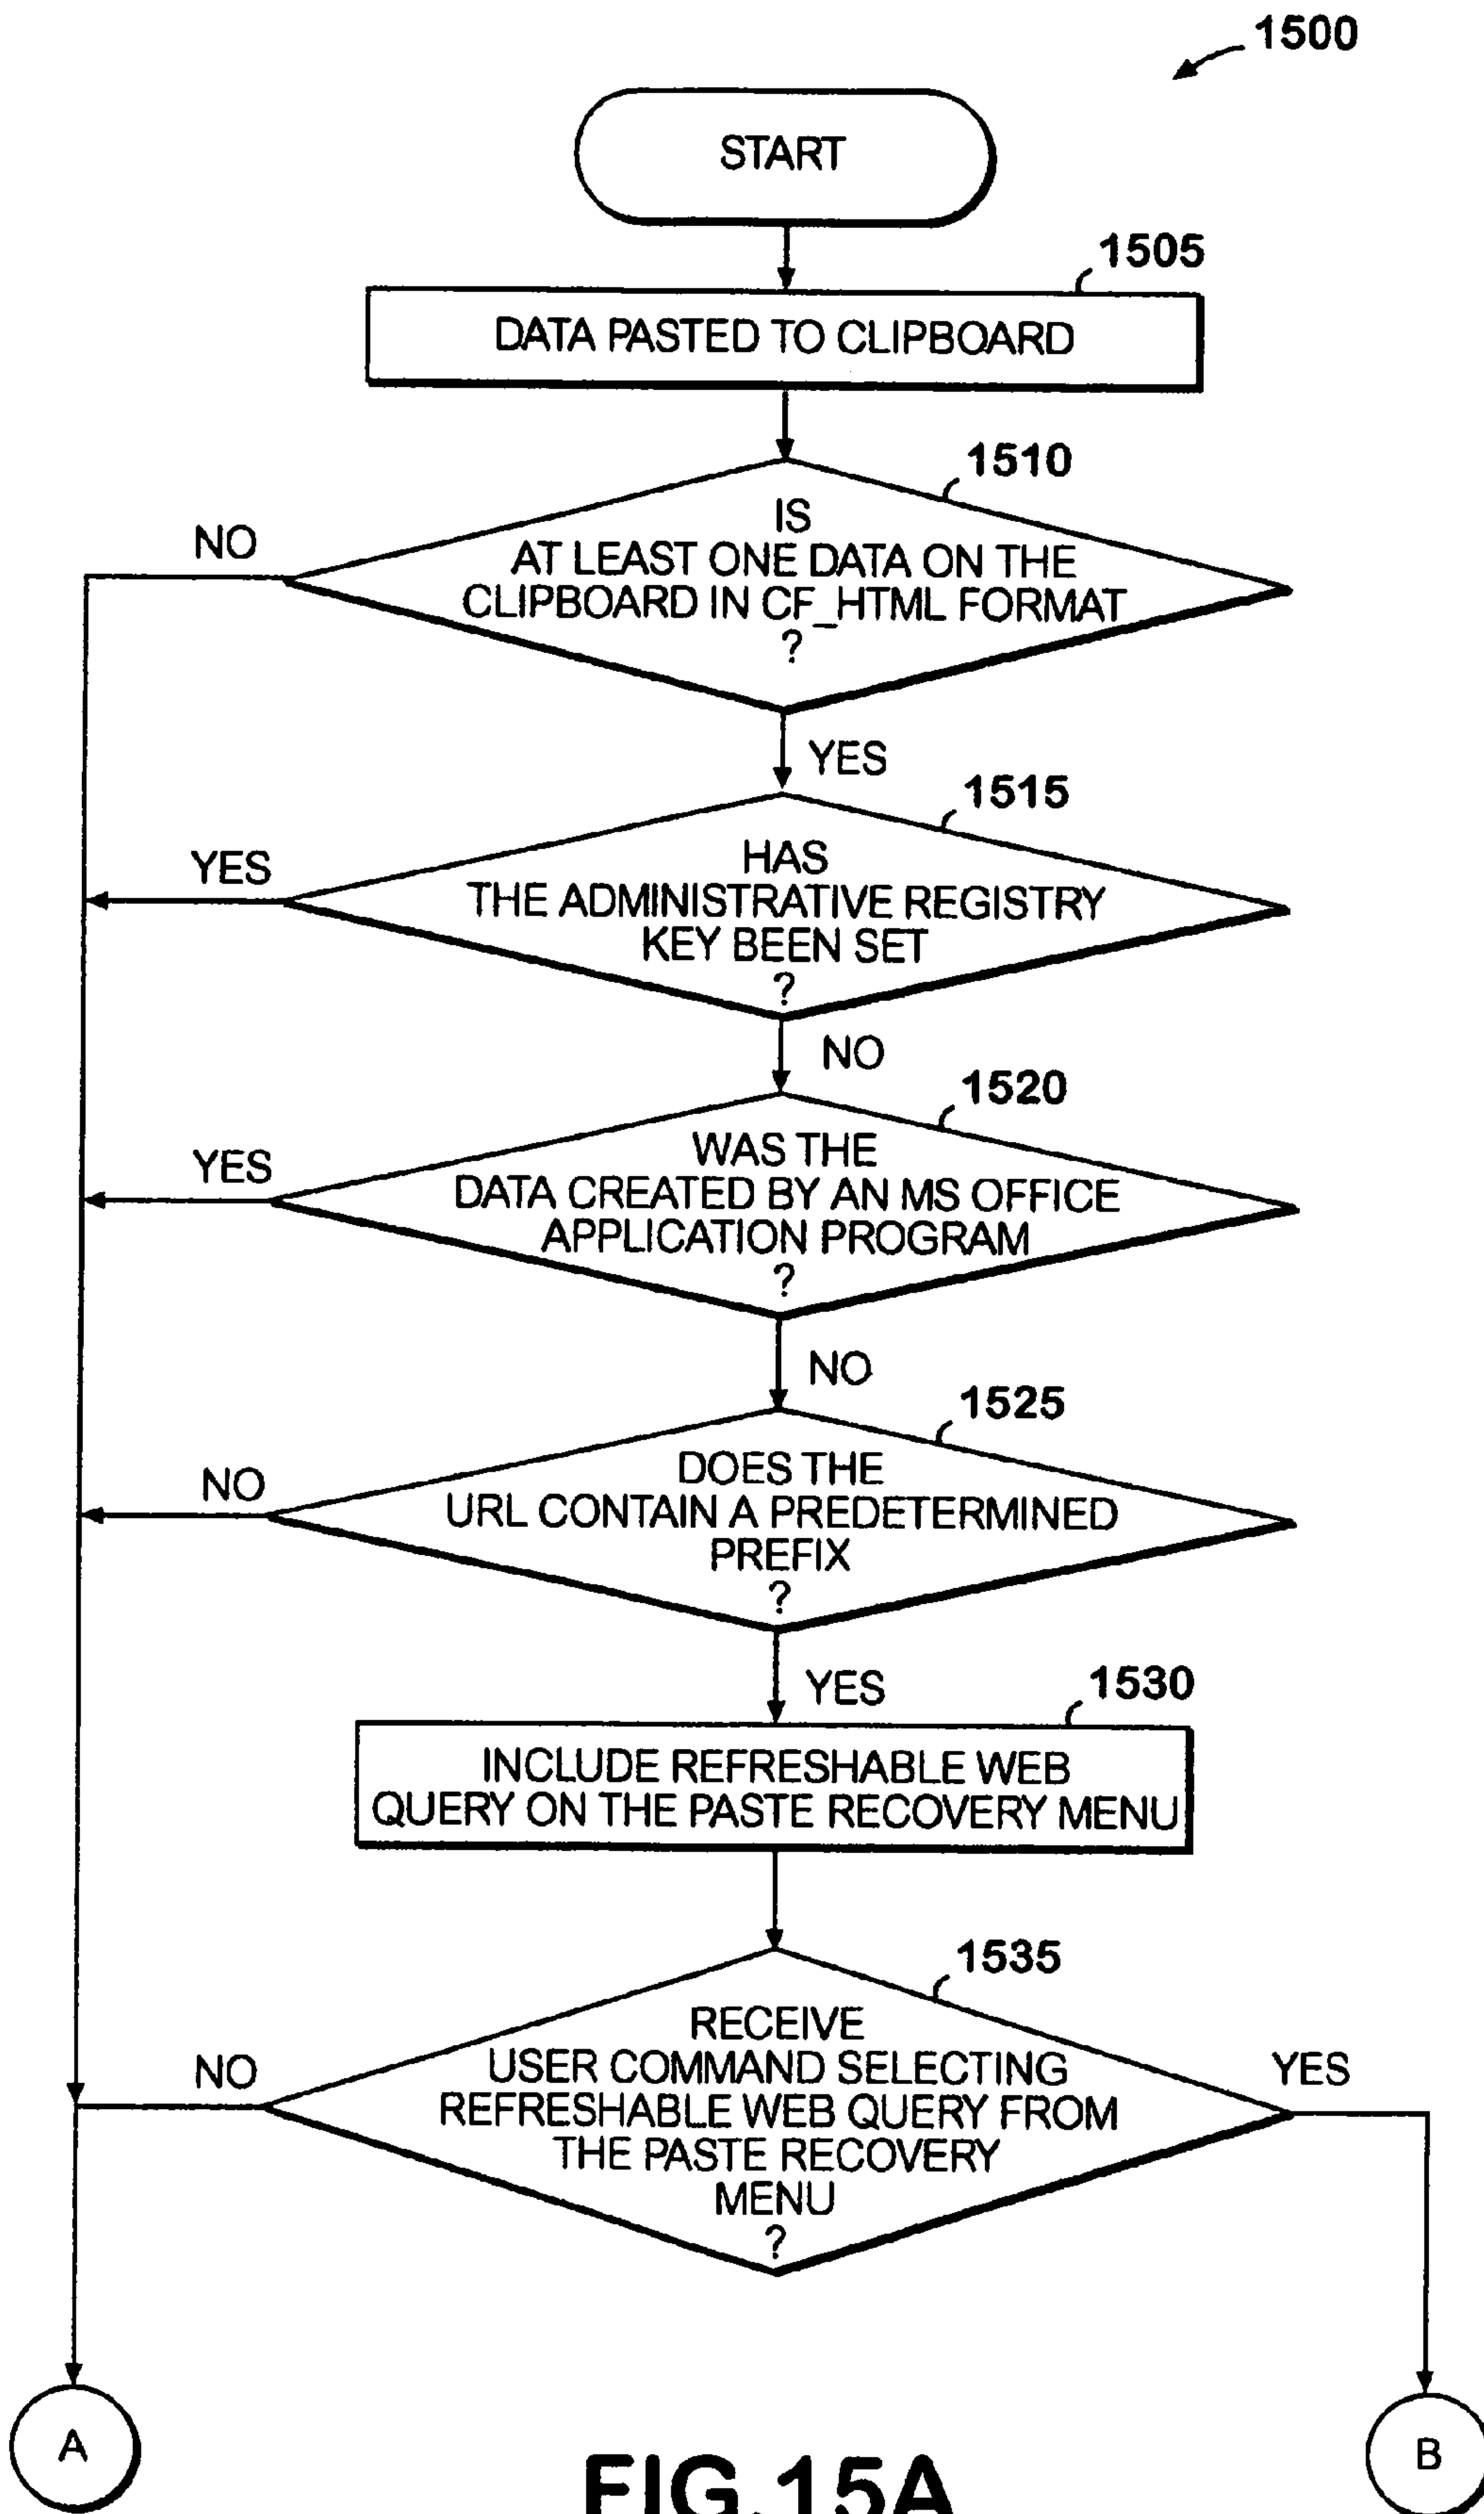 1500
START
1505
DATA PASTED TO CLIPBOARD
1510
IS
AT LEAST ONE DATA ON THE
CLIPBOARD IN CF_HTML FORMAT
?
NO
YES
1515
HAS
THE ADMINISTRATIVE REGISTRY
KEY BEEN SET
?
YES
NO
1520
WAS THE
DATA CREATED BY AN MS OFFICE
APPLICATION PROGRAM
?
YES
NO
1525
DOES THE
URL CONTAIN A PREDETERMINED
PREFIX
?
NO
YES
1530
INCLUDE REFRESHABLE WEB
QUERY ON THE PASTE RECOVERY MENU
1535
RECEIVE
USER COMMAND SELECTING
REFRESHABLE WEB QUERY FROM
THE PASTE RECOVERY
MENU
?
NO
YES
A
B
FIG.15A